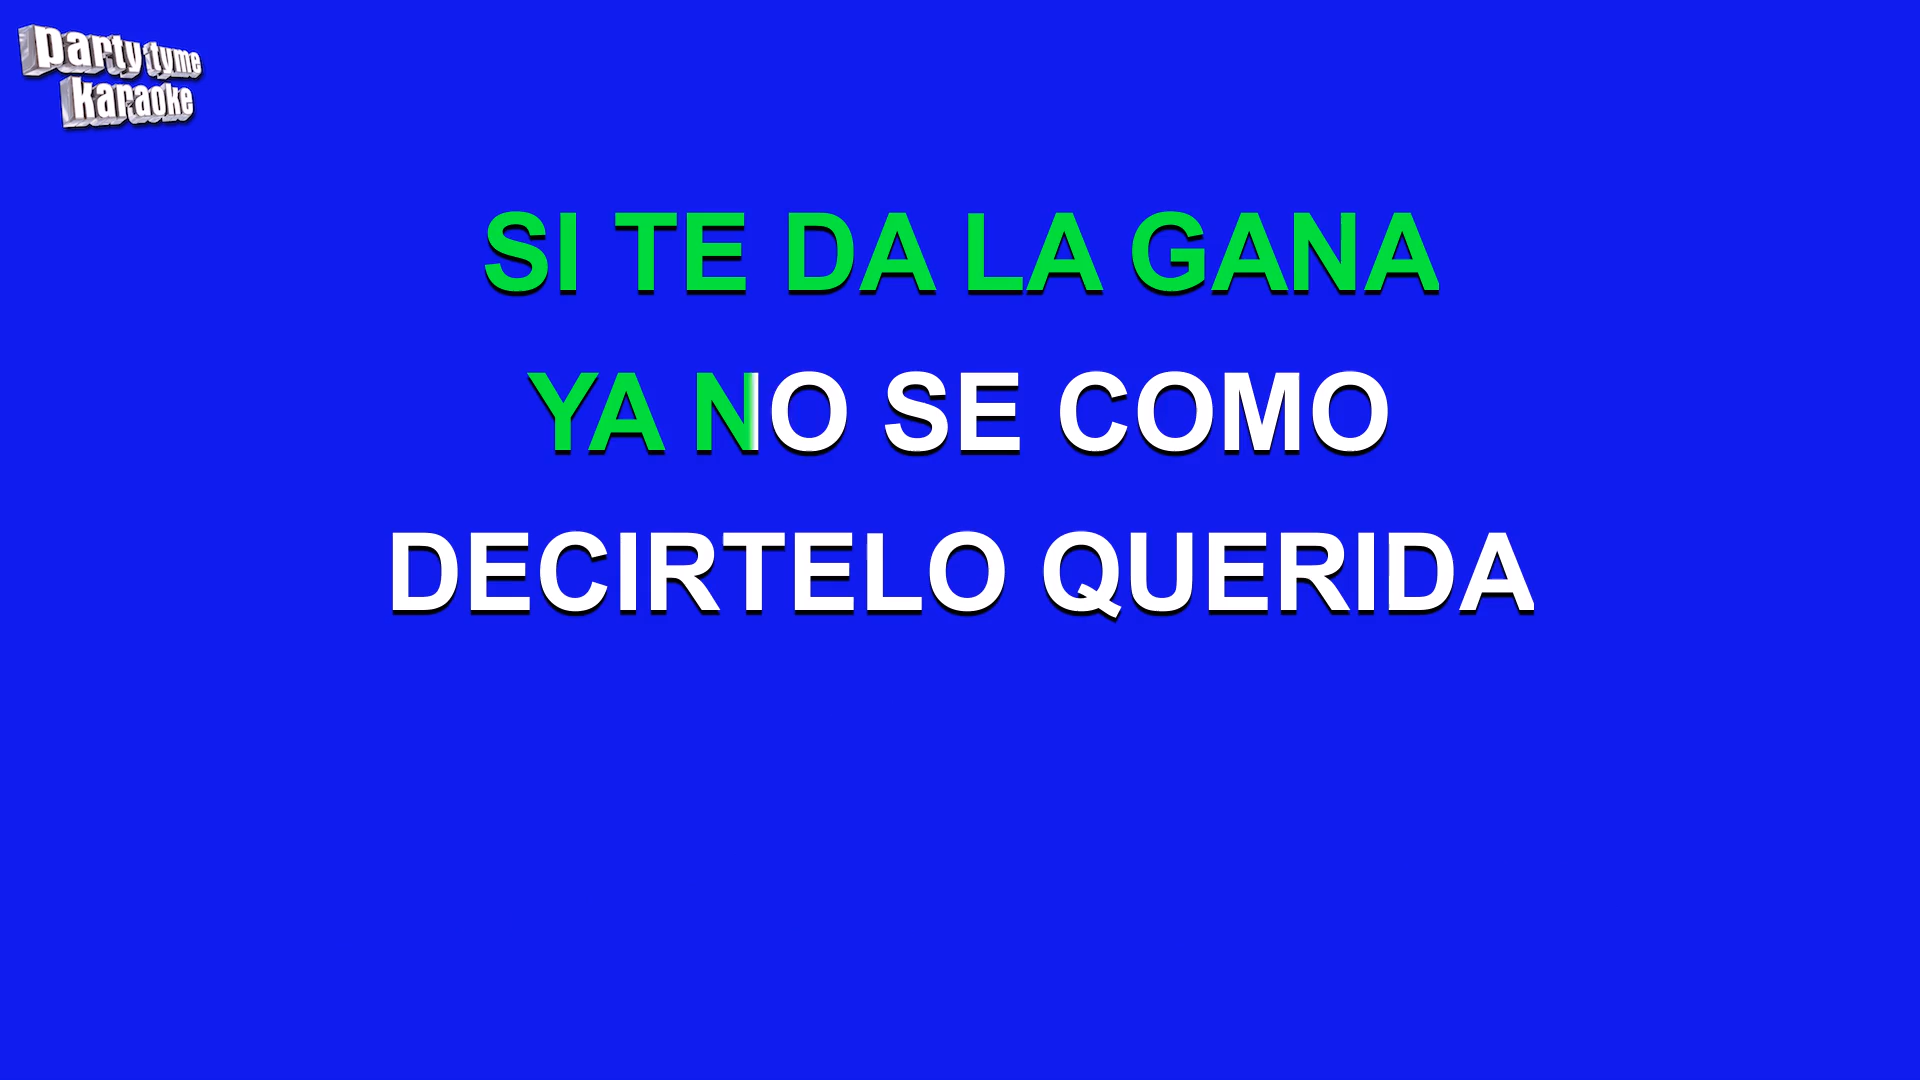 party tyme
karaoke
SI TE DA LA GANA
YA NO SE COMO
DECIRTELO QUERIDA